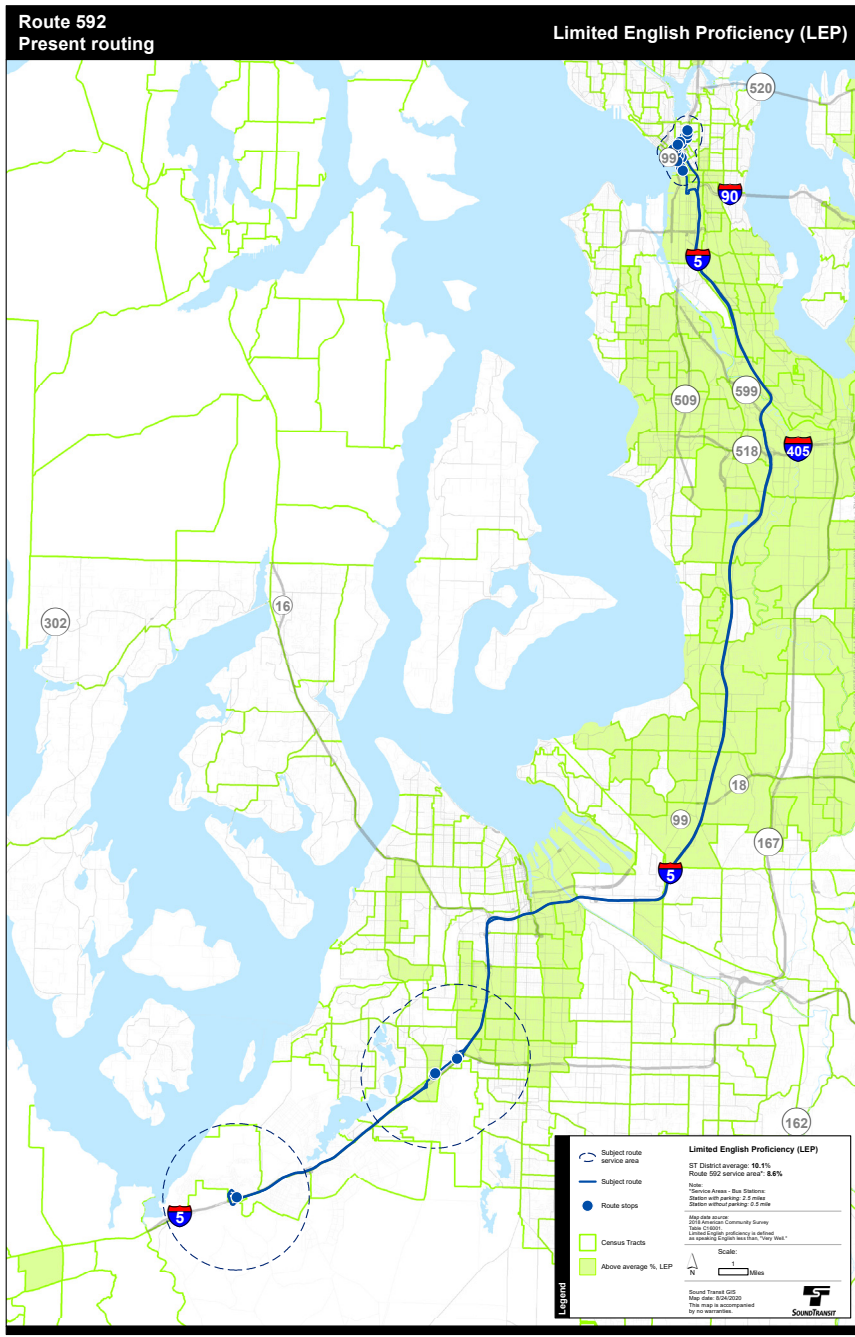 Route 592
Present routing
Limited English Proficiency (LEP)
520
99
90
5
599
509
518
405
16
302
18
99
167
5
162
5
Legend
Subject route
service area
Subject route
Route stops
Census Tracts
Above average %, LEP
Limited English Proficiency (LEP)
ST District average: 10.1%
Route 592 service area*: 8.6%
Note:
*Service Areas - Bus Stations:
Station with parking: 2.5 miles
Station without parking: 0.5 mile
Map data source:
2018 American Community Survey
Table C16001.
Limited English proficiency is defined
as speaking English less than, "Very Well."
Scale:
N
1
Miles
Sound Transit GIS
Map date: 8/24/2020
This map is accompanied
by no warranties.
SOUNDTRANSIT